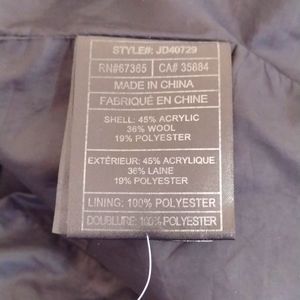 STYLE#: JD40729
RN#67365 CA# 35884
MADE IN CHINA
FABRIQUÉ EN CHINE
SHELL: 45% ACRYLIC
36% WOOL
19% POLYESTER
EXTÉRIEUR: 45% ACRYLIQUE
36% LAINE
19% POLYESTER
LINING: 100% POLYESTER
DOUBLURE: 100% POLYESTER